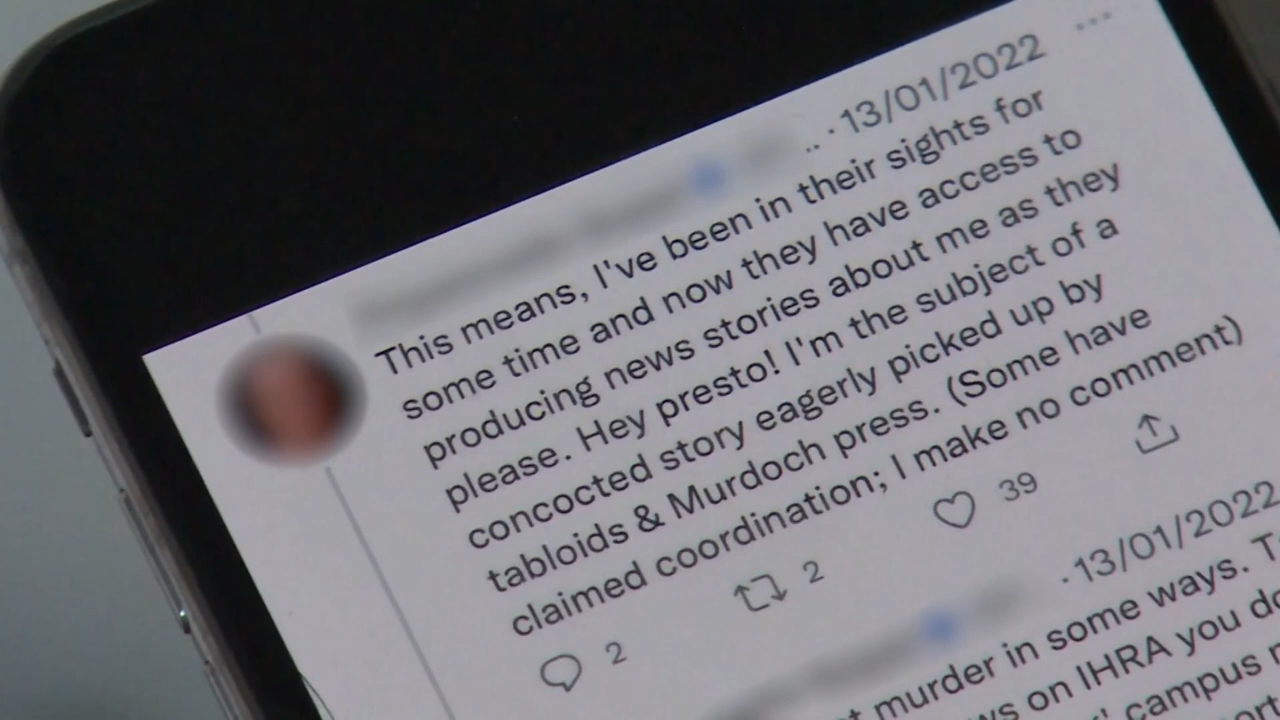 .. · 13/01/2022
This means, I've been in their sights for
some time and now they have access to
producing news stories about me as they
please. Hey presto! I'm the subject of a
concocted story eagerly picked up by
tabloids & Murdoch press. (Some have
claimed coordination; I make no comment)
2 2 39
· 13/01/2022
murder in some ways.
on IHRA you
campus